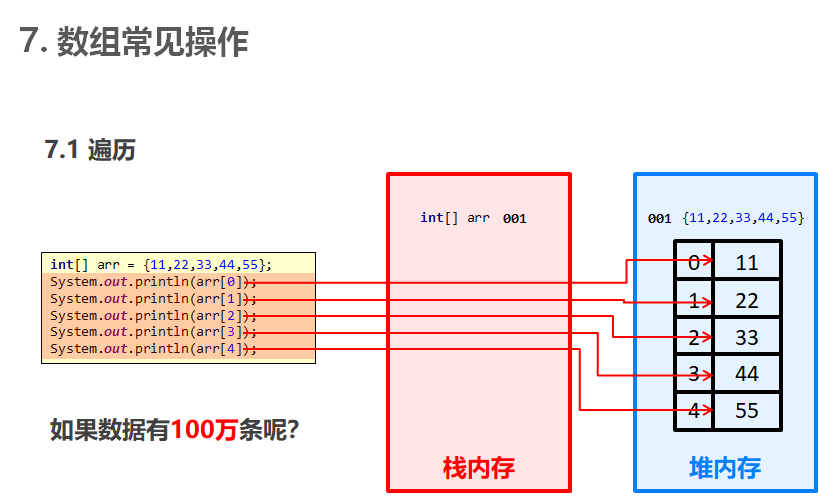 7. 数组常见操作
7.1 遍历
int[] arr = {11,22,33,44,55};
System.out.println(arr[0]);
System.out.println(arr[1]);
System.out.println(arr[2]);
System.out.println(arr[3]);
System.out.println(arr[4]);
如果数据有100万条呢?
int[] arr 001
栈内存
001 {11,22,33,44,55}
0 11
1 22
2 33
3 44
4 55
堆内存